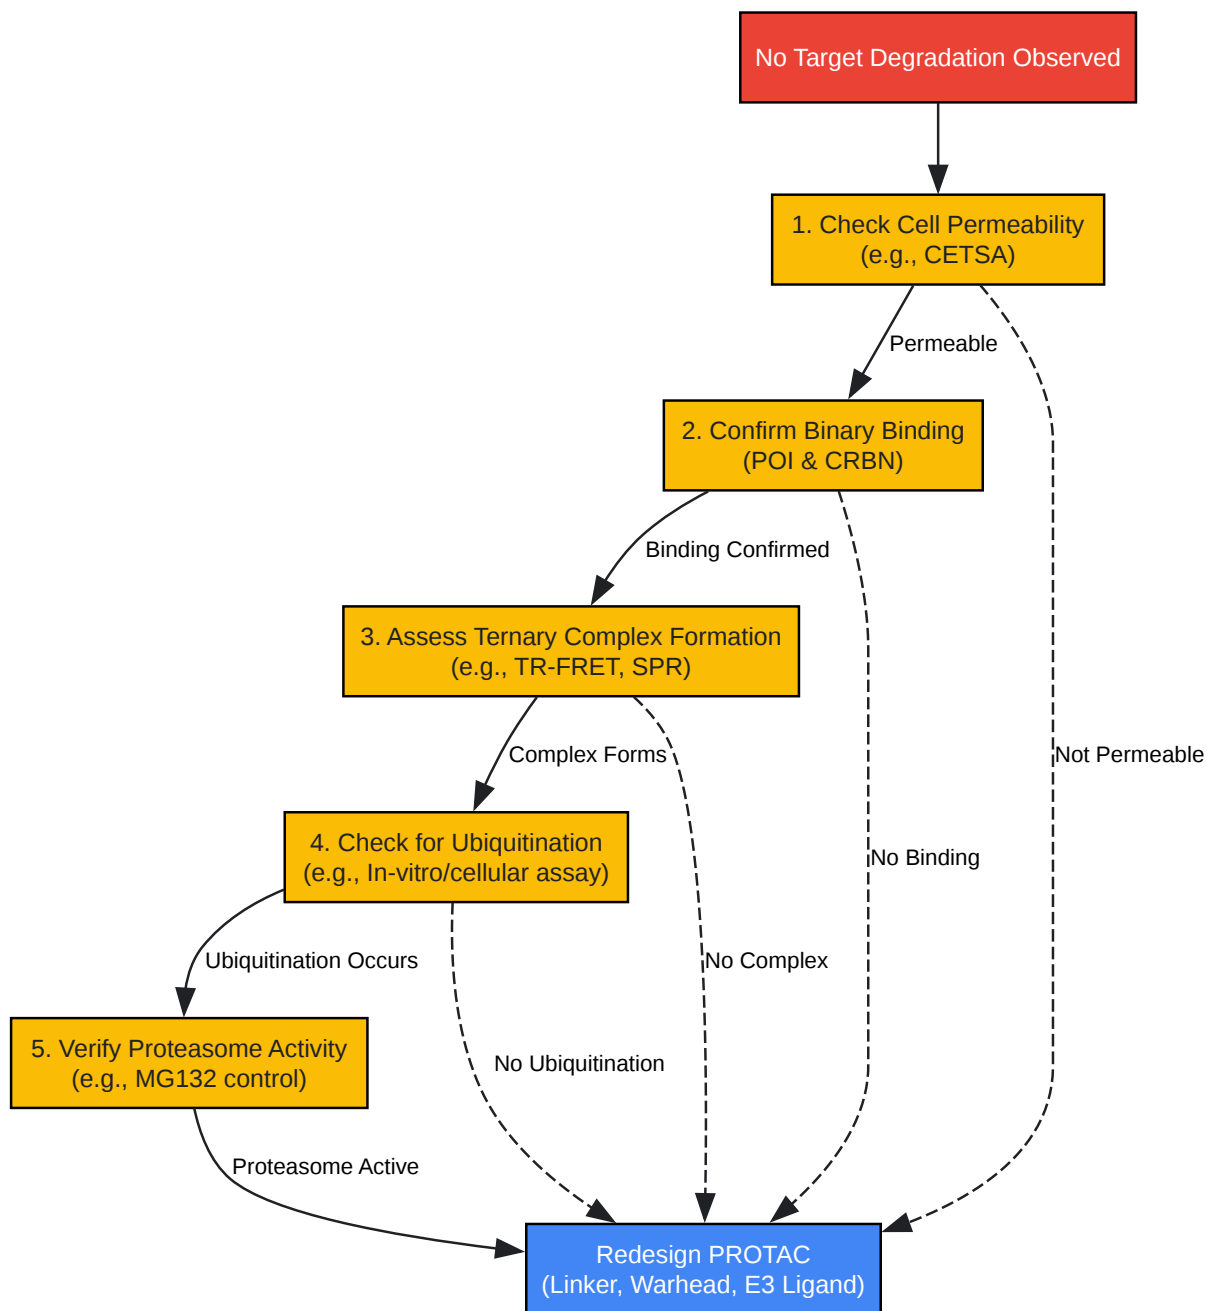 No Target Degradation Observed
1. Check Cell Permeability
(e.g., CETSA)
Permeable
2. Confirm Binary Binding
(POI & CRBN)
Binding Confirmed
3. Assess Ternary Complex Formation
(e.g., TR-FRET, SPR)
Complex Forms
Not Permeable
4. Check for Ubiquitination
(e.g., In-vitro/cellular assay)
No Binding
Ubiquitination Occurs
No Complex
5. Verify Proteasome Activity
(e.g., MG132 control)
No Ubiquitination
Proteasome Active
Redesign PROTAC
(Linker, Warhead, E3 Ligand)